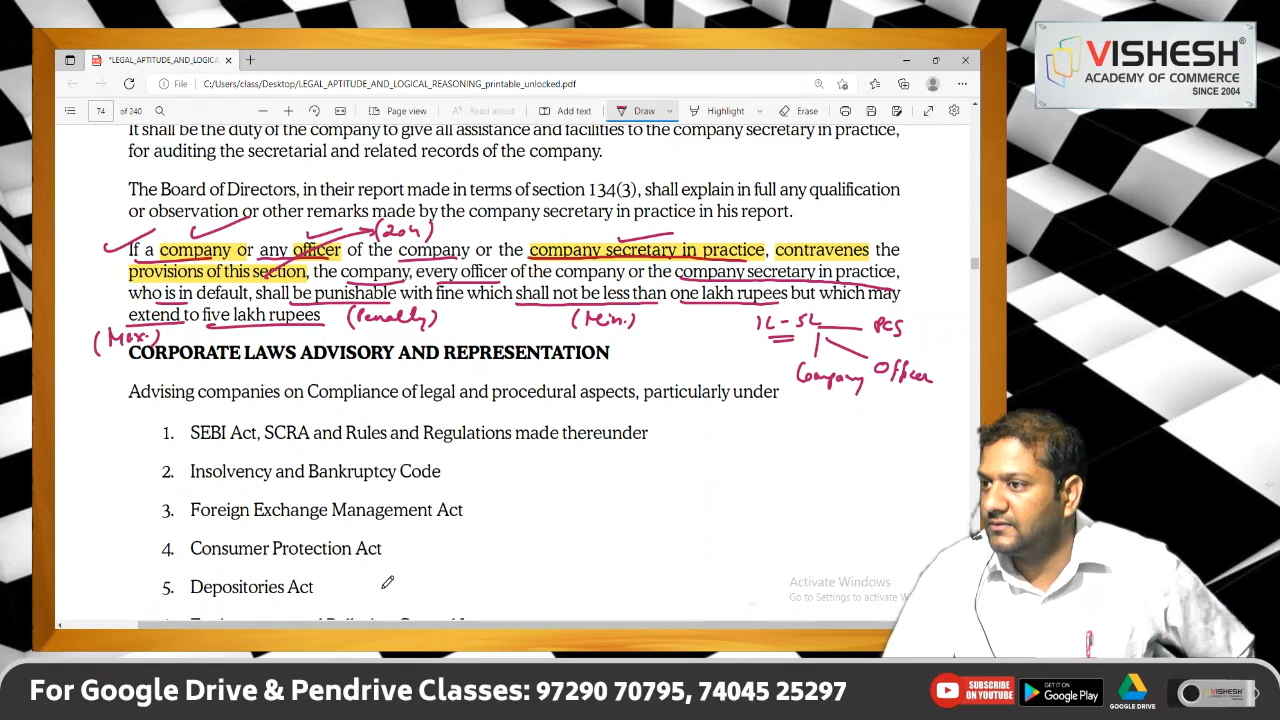 *LEGAL_APTITUDE_AND_LOGICA
File
C:/Users/class/Desktop/LEGAL_APTITUDE_AND_LOGICAL_REASONING_printable_unlocked.pdf
74 of 240
Page view
Read aloud
Add text
Draw
Highlight
Erase
VISHESH®
ACADEMY OF COMMERCE
SINCE 2004
It shall be the duty of the company to give all assistance and facilities to the company secretary in practice,
for auditing the secretarial and related records of the company.
The Board of Directors, in their report made in terms of section 134(3), shall explain in full any qualification
or observation or other remarks made by the company secretary in practice in his report.
(204)
If a company or any officer of the company or the company secretary in practice, contravenes the
provisions of this section, the company, every officer of the company or the company secretary in practice,
who is in default, shall be punishable with fine which shall not be less than one lakh rupees but which may
extend to five lakh rupees
(Penalty)
(Min.)
1L - 5L
PCS
(Max.)
Company
Officer
CORPORATE LAWS ADVISORY AND REPRESENTATION
Advising companies on Compliance of legal and procedural aspects, particularly under
1. SEBI Act, SCRA and Rules and Regulations made thereunder
2. Insolvency and Bankruptcy Code
3. Foreign Exchange Management Act
4. Consumer Protection Act
5. Depositories Act
Activate Windows
Go to Settings to activate W
For Google Drive & Pendrive Classes: 97290 70795, 74045 25297
SUBSCRIBE
ON YOUTUBE
GET IT ON
Google Play
GOOGLE DRIVE
VISHESH